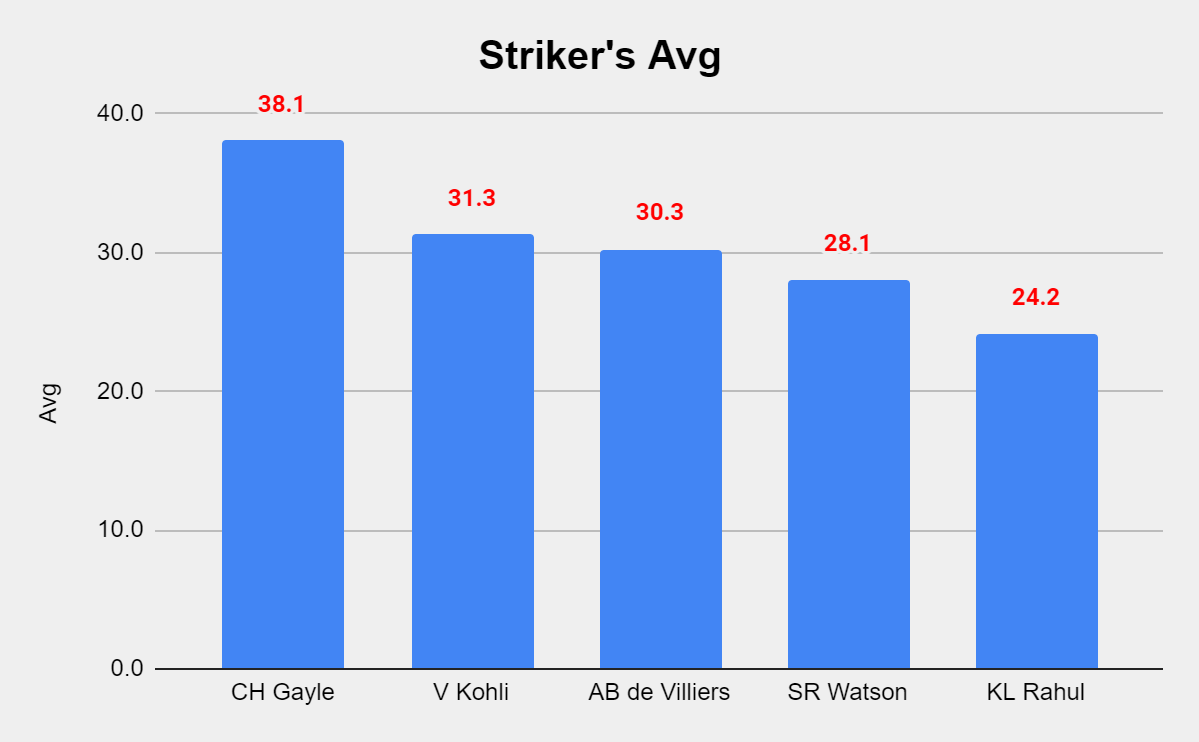 Striker's Avg
38.1
31.3
30.3
28.1
24.2
40.0
30.0
20.0
10.0
0.0
Avg
CH Gayle
V Kohli
AB de Villiers
SR Watson
KL Rahul